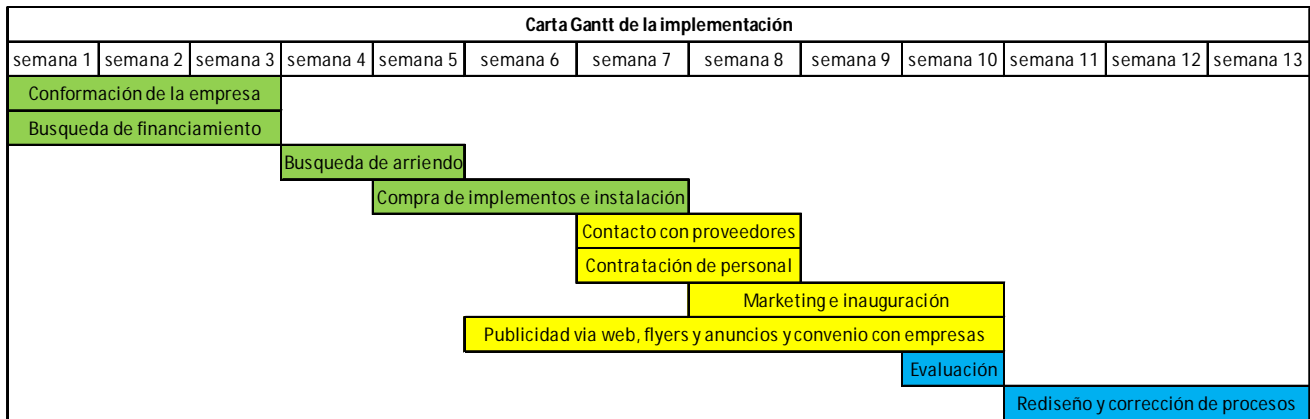 Carta Gantt de la implementación
semana 1 semana 2 semana 3 semana 4 semana 5 semana 6 semana 7 semana 8 semana 9 semana 10 semana 11 semana 12 semana 13
Conformación de la empresa
Busqueda de financiamiento
Busqueda de arriendo
Compra de implementos e instalación
Contacto con proveedores
Contratación de personal
Marketing e inauguración
Publicidad via web, flyers y anuncios y convenio con empresas
Evaluación
Rediseño y corrección de procesos